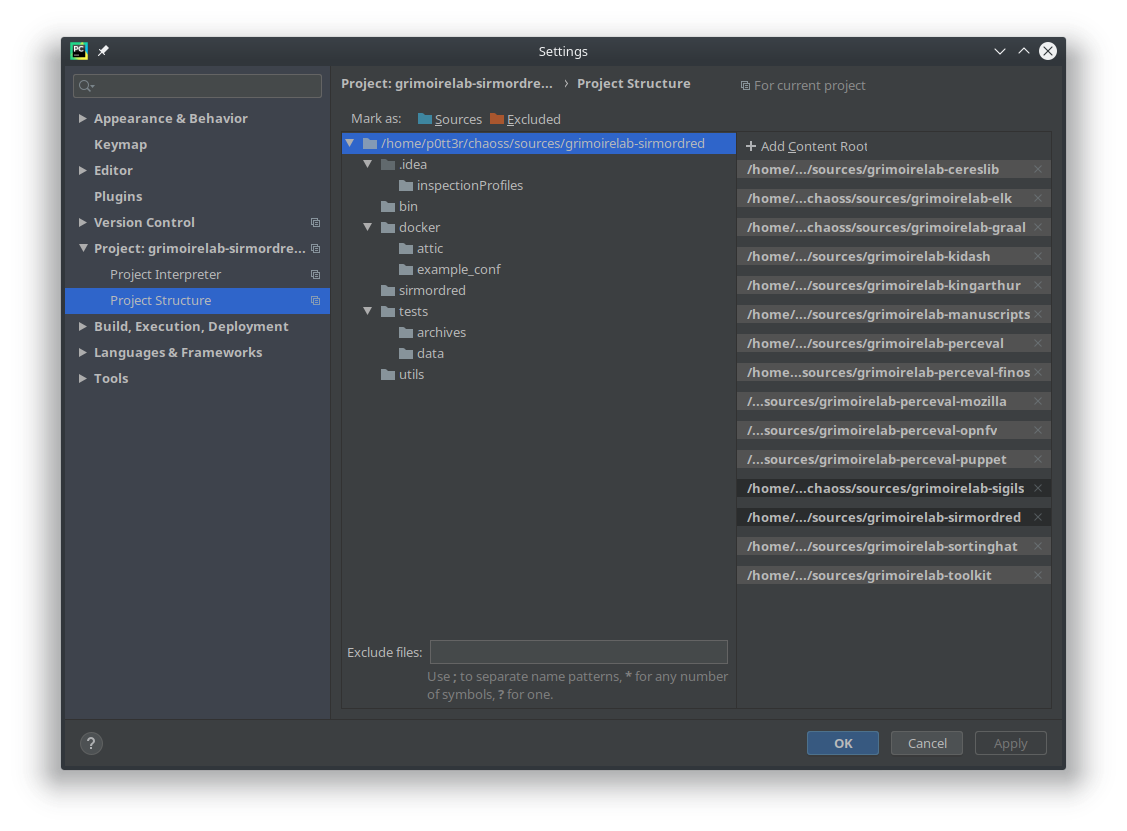 PC
Settings
Appearance & Behavior
Keymap
Editor
Plugins
Version Control
Project: grimoirelab-sirmordre...
Project Interpreter
Project Structure
Build, Execution, Deployment
Languages & Frameworks
Tools
Project: grimoirelab-sirmordre... › Project Structure
For current project
Mark as: Sources Excluded
/home/p0tt3r/chaoss/sources/grimoirelab-sirmordred
.idea
inspectionProfiles
bin
docker
attic
example_conf
sirmordred
tests
archives
data
utils
+ Add Content Root
/home/.../sources/grimoirelab-cereslib
/home/...chaoss/sources/grimoirelab-elk
/home/...chaoss/sources/grimoirelab-graal
/home/.../sources/grimoirelab-kidash
/home/.../sources/grimoirelab-kingarthur
/home/.../sources/grimoirelab-manuscripts
/home/.../sources/grimoirelab-perceval
/home...sources/grimoirelab-perceval-finos
/...sources/grimoirelab-perceval-mozilla
/...sources/grimoirelab-perceval-opnfv
/...sources/grimoirelab-perceval-puppet
/home/...chaoss/sources/grimoirelab-sigils
/home/.../sources/grimoirelab-sirmordred
/home/.../sources/grimoirelab-sortinghat
/home/.../sources/grimoirelab-toolkit
Exclude files:
Use ; to separate name patterns, * for any number
of symbols, ? for one.
?
OK
Cancel
Apply